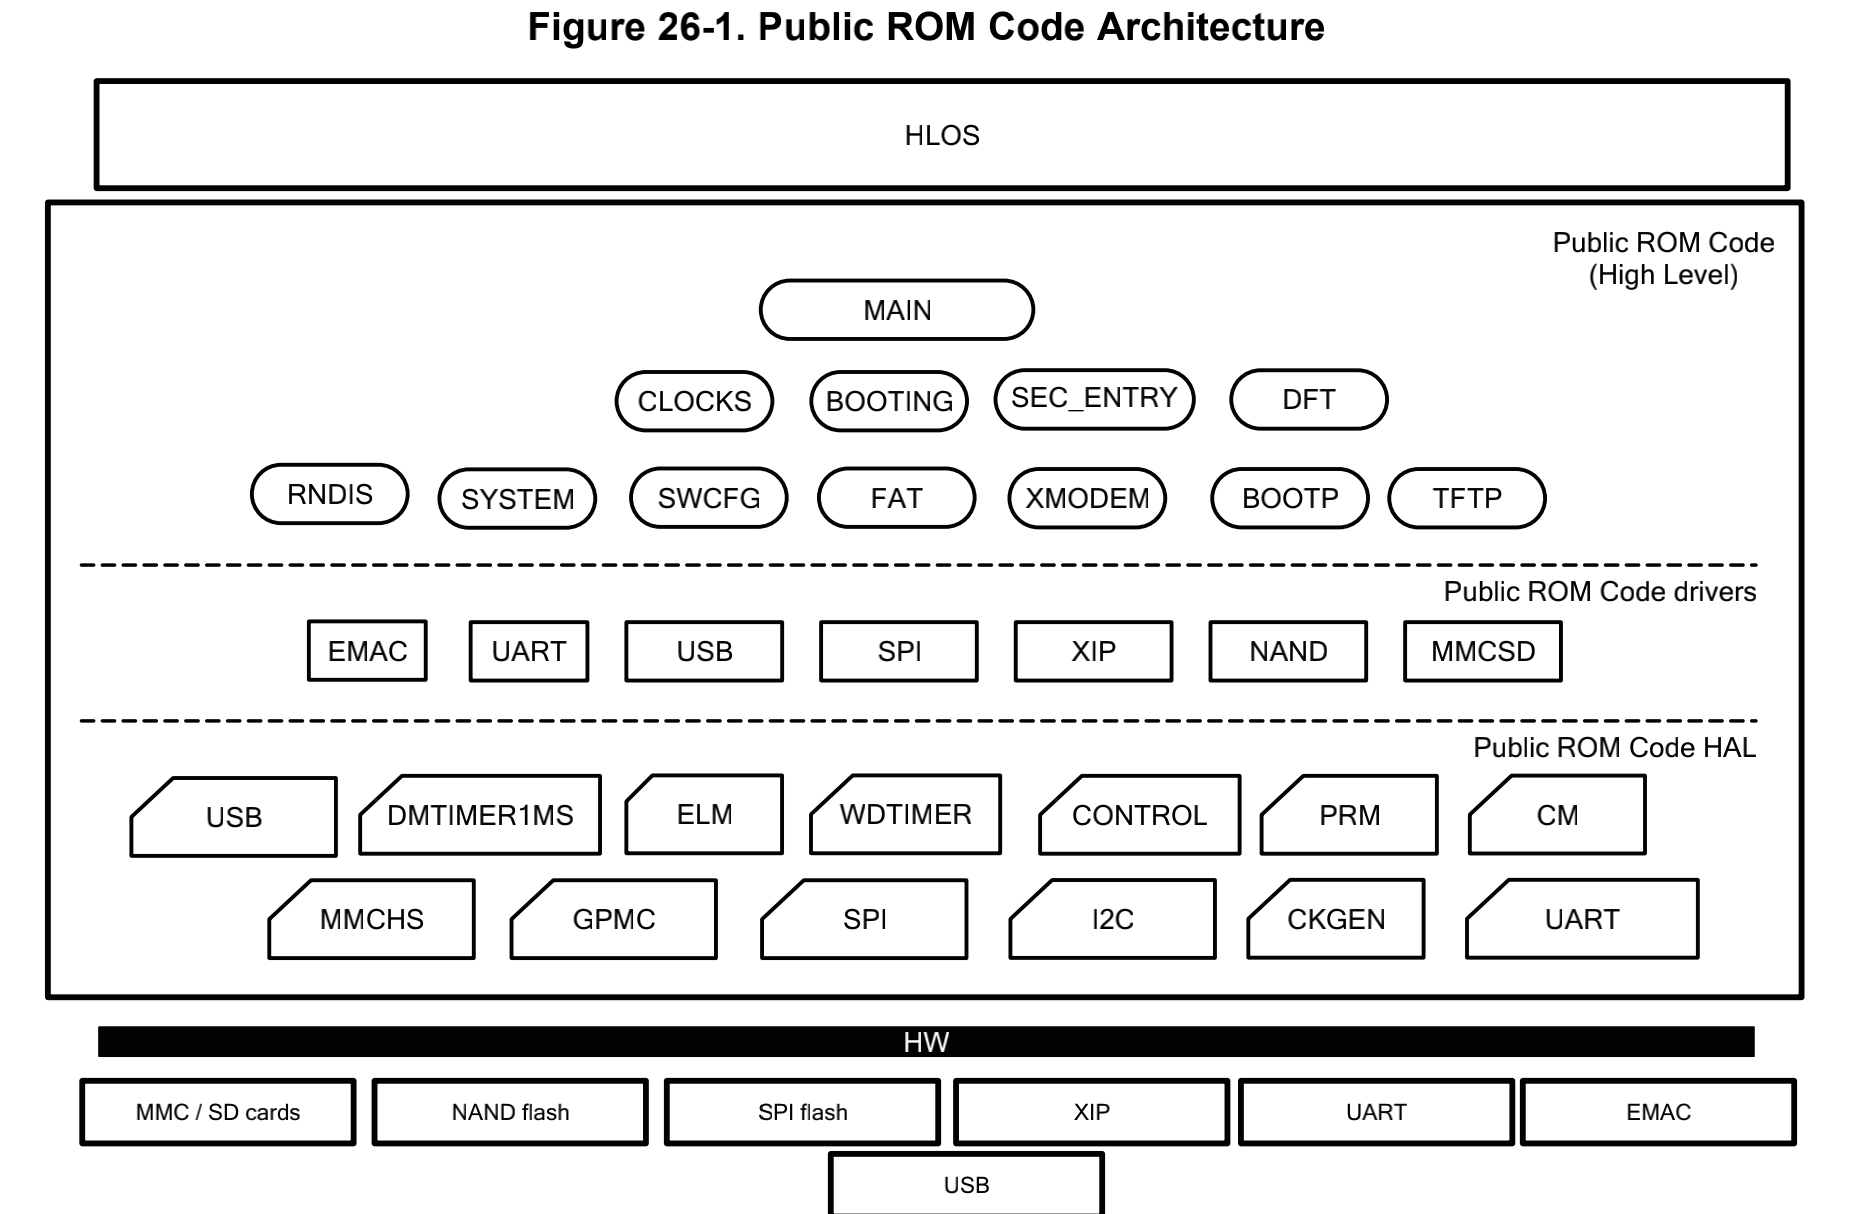 Figure 26-1. Public ROM Code Architecture
HLOS
Public ROM Code
(High Level)
MAIN
CLOCKS BOOTING SEC_ENTRY DFT
RNDIS SYSTEM SWCFG FAT XMODEM BOOTP TFTP
Public ROM Code drivers
EMAC UART USB SPI XIP NAND MMCSD
Public ROM Code HAL
USB DMTIMER1MS ELM WDTIMER CONTROL PRM CM
MMCHS GPMC SPI I2C CKGEN UART
HW
MMC / SD cards NAND flash SPI flash XIP UART EMAC
USB